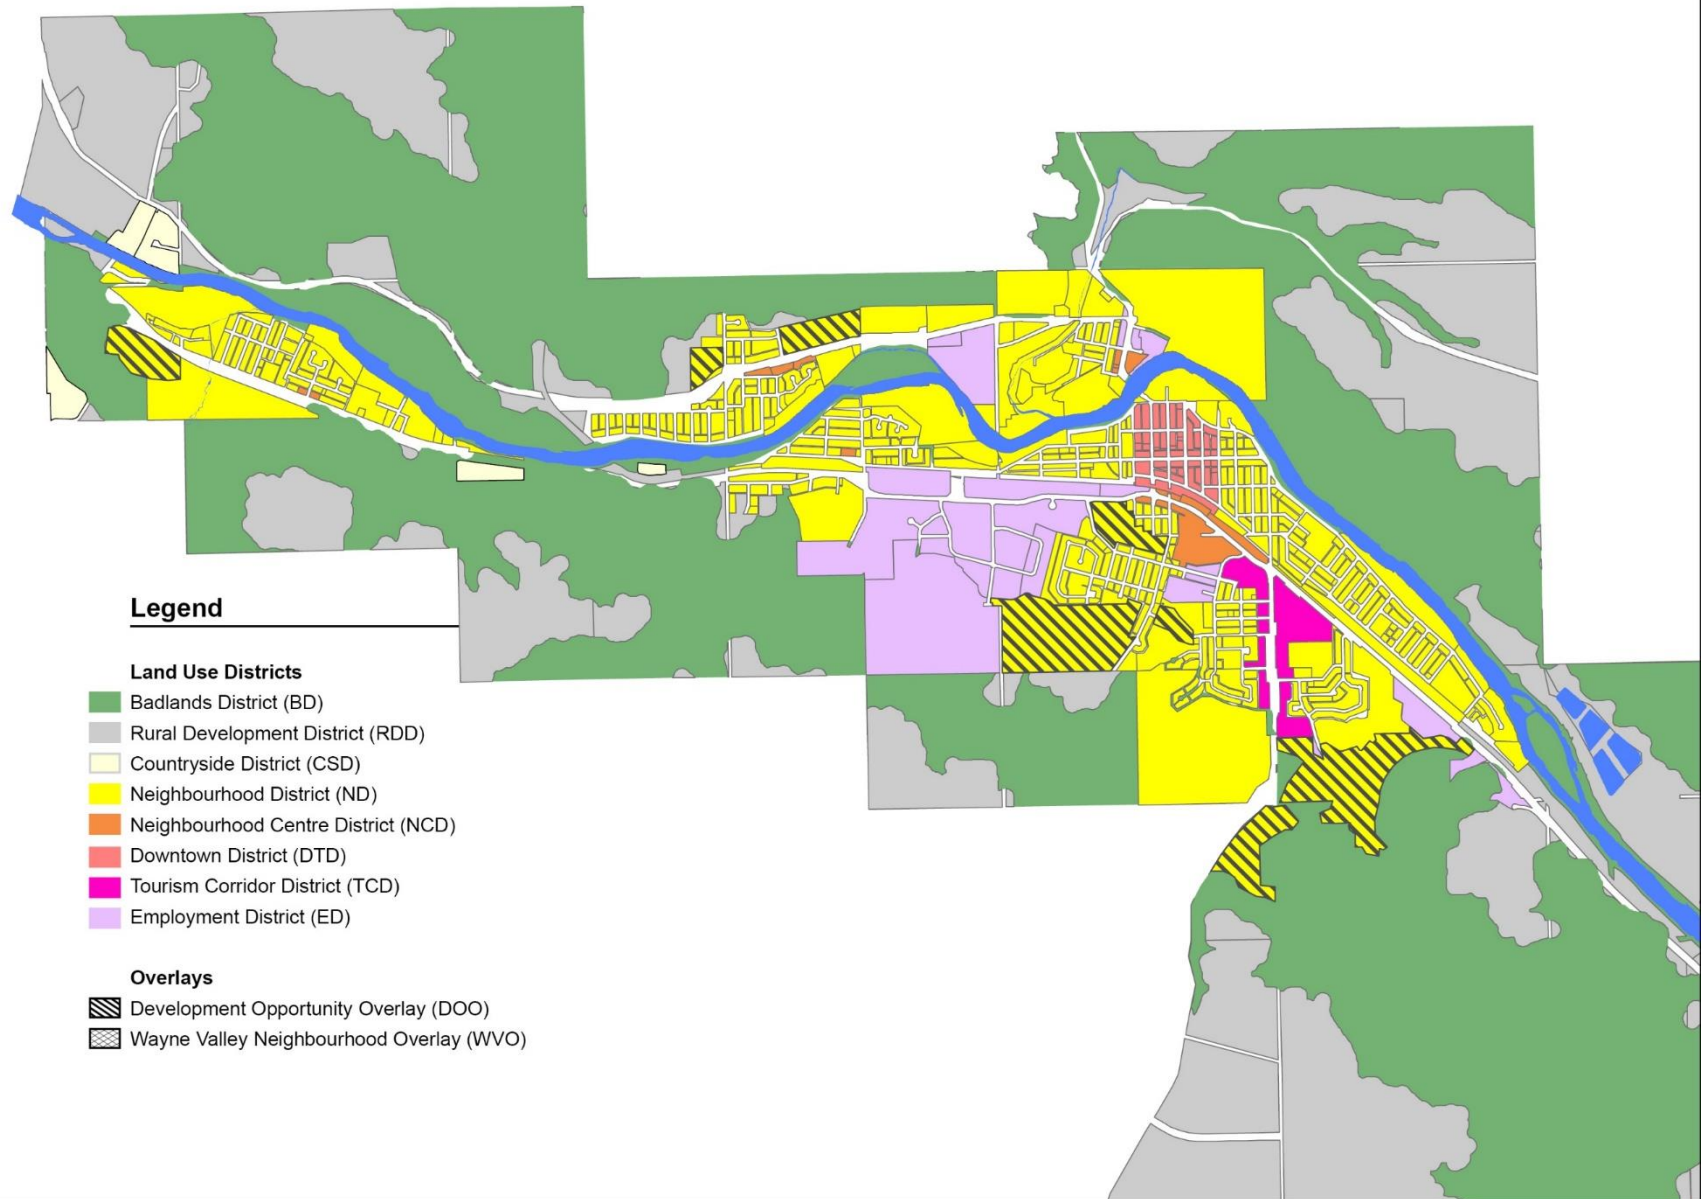 Legend
Land Use Districts
Badlands District (BD)
Rural Development District (RDD)
Countryside District (CSD)
Neighbourhood District (ND)
Neighbourhood Centre District (NCD)
Downtown District (DTD)
Tourism Corridor District (TCD)
Employment District (ED)
Overlays
Development Opportunity Overlay (DOO)
Wayne Valley Neighbourhood Overlay (WVO)